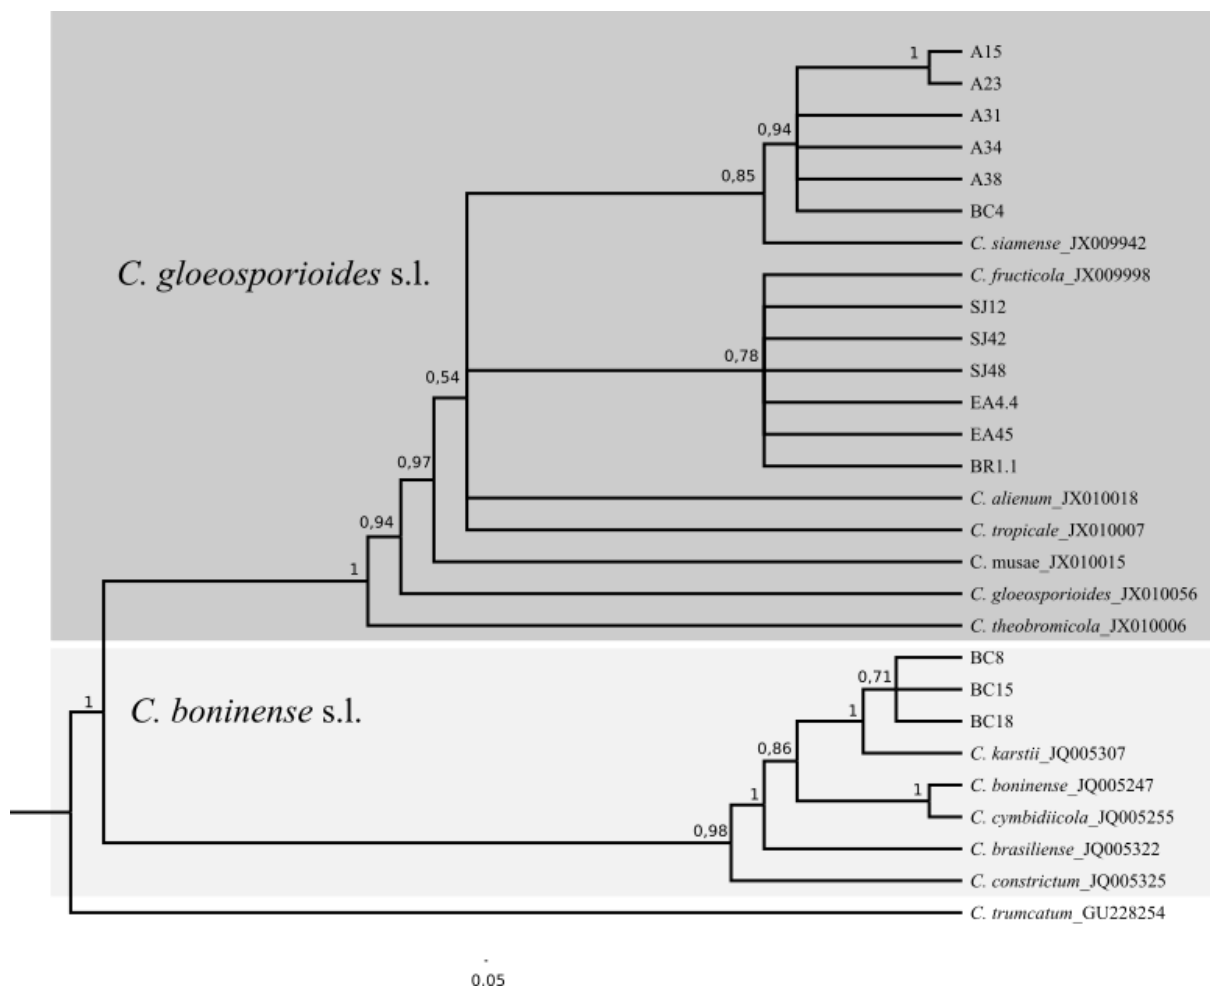 1
A15
A23
A31
0,94
A34
0,85
A38
BC4
C. siamense_JX009942
C. gloeosporioides s.l.
C. fructicola_JX009998
SJ12
SJ42
0,78
SJ48
0,54
EA4.4
EA45
0,97
BR1.1
C. alienum_JX010018
0,94
C. tropicale_JX010007
1
C. musae_JX010015
C. gloeosporioides_JX010056
C. theobromicola_JX010006
BC8
0,71
BC15
1
C. boninense s.l.
1
BC18
0,86
C. karstii_JQ005307
1
1
C. boninense_JQ005247
0,98
C. cymbidiicola_JQ005255
C. brasiliense_JQ005322
C. constrictum_JQ005325
C. trumcatum_GU228254
0.05